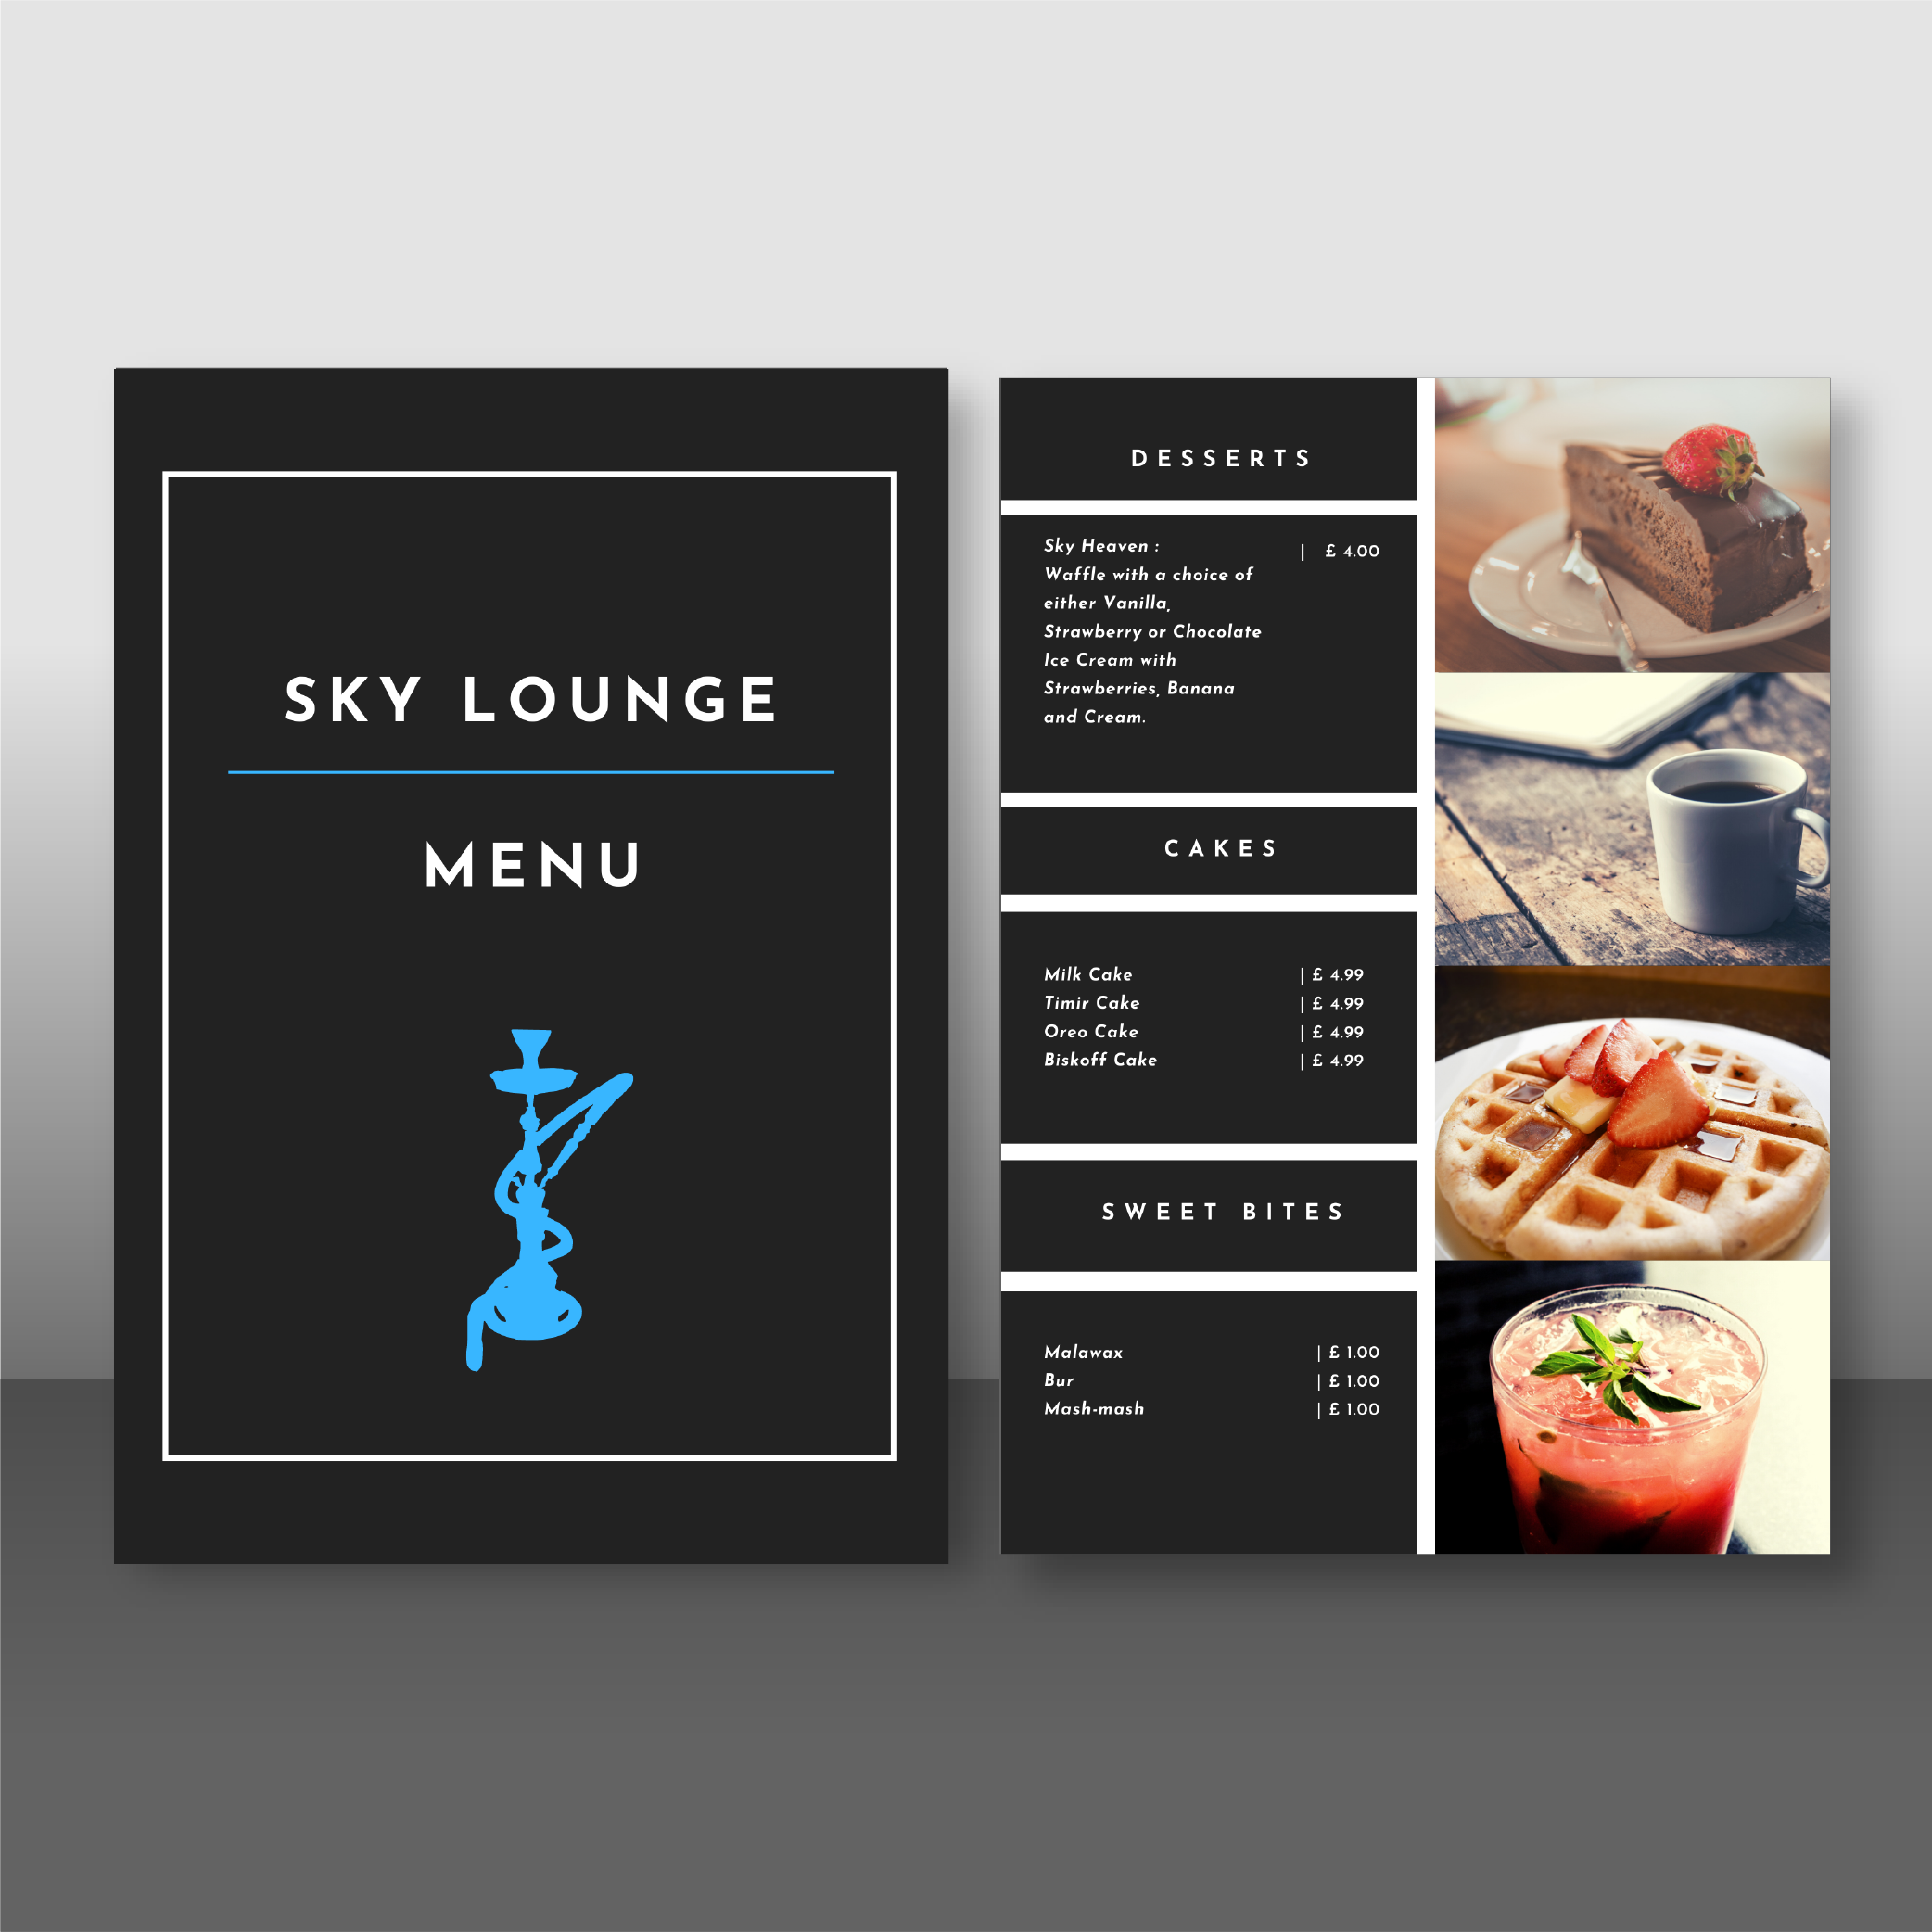 SKY LOUNGE
MENU
DESSERTS
Sky Heaven : | £ 4.00
Waffle with a choice of
either Vanilla,
Strawberry or Chocolate
Ice Cream with
Strawberries, Banana
and Cream.
CAKES
Milk Cake | £ 4.99
Timir Cake | £ 4.99
Oreo Cake | £ 4.99
Biskoff Cake | £ 4.99
SWEET BITES
Malawax | £ 1.00
Bur | £ 1.00
Mash-mash | £ 1.00